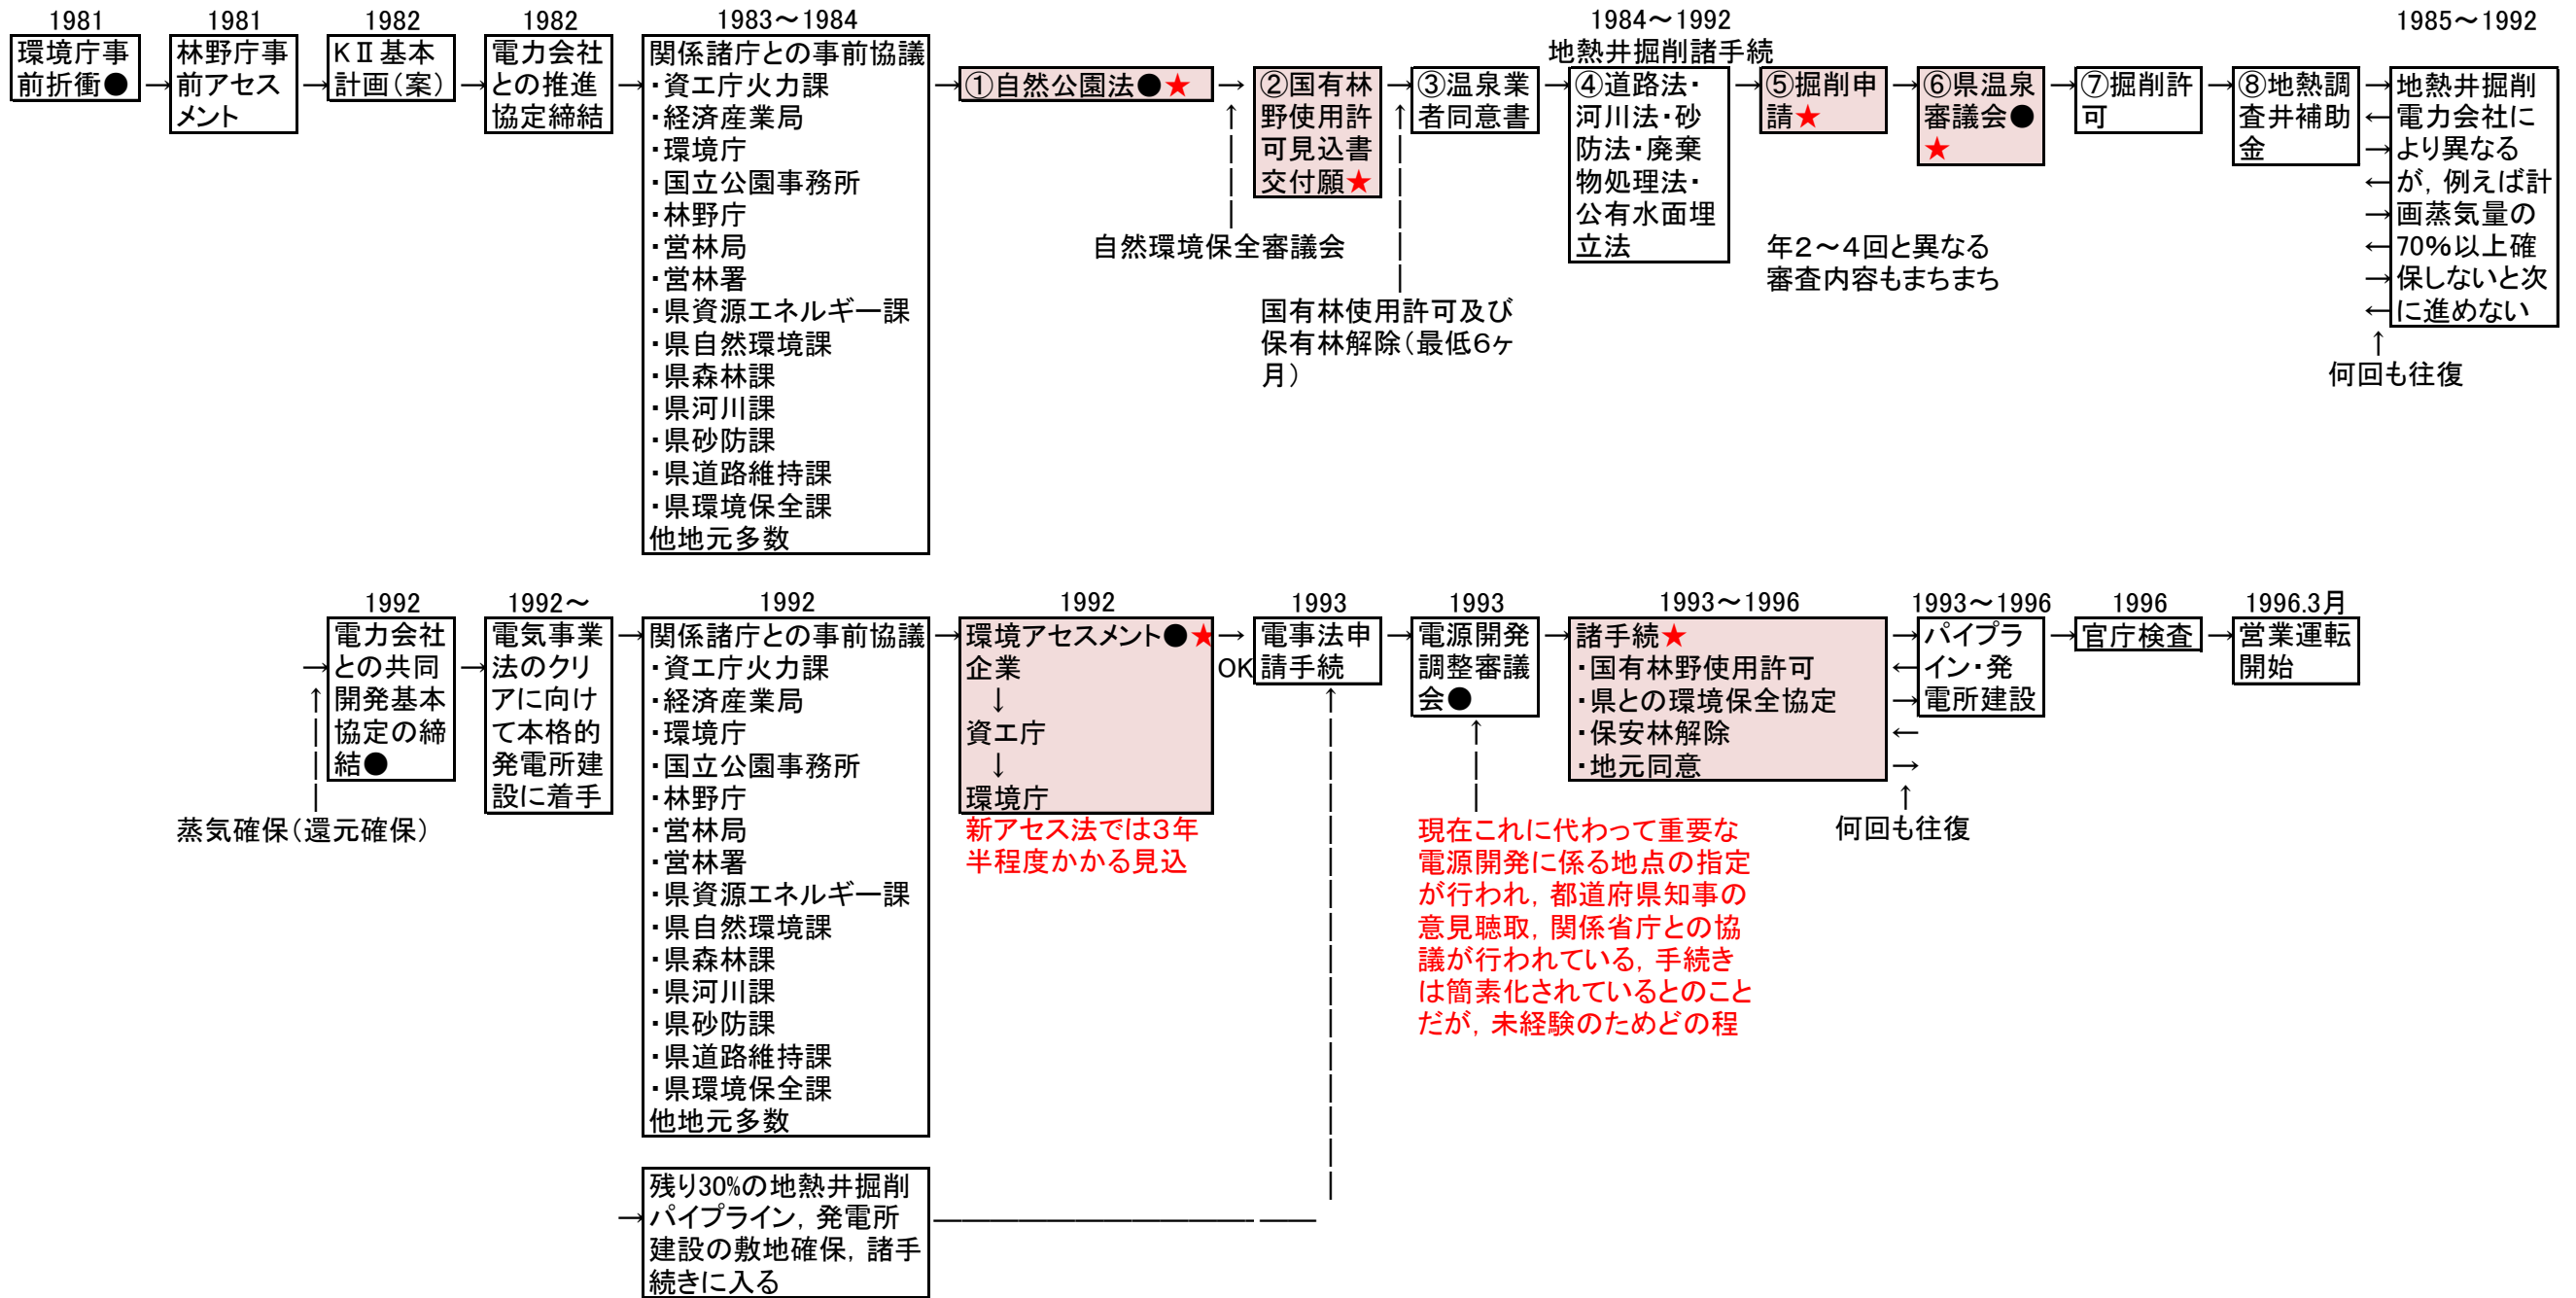 1981
環境庁事
前折衝●
1981
林野庁事
前アセス
メント
1982
KⅡ基本
計画(案)
1982
電力会社
との推進
協定締結
1983～1984
関係諸庁との事前協議
・資エ庁火力課
・経済産業局
・環境庁
・国立公園事務所
・林野庁
・営林局
・営林署
・県資源エネルギー課
・県自然環境課
・県森林課
・県河川課
・県砂防課
・県道路維持課
・県環境保全課
他地元多数
①自然公園法●★
自然環境保全審議会
②国有林
野使用許
可見込書
交付願★
国有林使用許可及び
保有林解除(最低6ヶ
月)
③温泉業
者同意書
1984～1992
地熱井掘削諸手続
④道路法・
河川法・砂
防法・廃棄
物処理法・
公有水面埋
立法
⑤掘削申
請★
⑥県温泉
審議会●
★
年2～4回と異なる
審査内容もまちまち
⑦掘削許
可
⑧地熱調
査井補助
金
1985～1992
地熱井掘削
電力会社に
より異なる
が，例えば計
画蒸気量の
70%以上確
保しないと次
に進めない
何回も往復
1992
電力会社
との共同
開発基本
協定の締
結●
蒸気確保(還元確保)
1992～
電気事業
法のクリ
アに向け
て本格的
発電所建
設に着手
1992
関係諸庁との事前協議
・資エ庁火力課
・経済産業局
・環境庁
・国立公園事務所
・林野庁
・営林局
・営林署
・県資源エネルギー課
・県自然環境課
・県森林課
・県河川課
・県砂防課
・県道路維持課
・県環境保全課
他地元多数
1992
環境アセスメント●★
企業
↓
資エ庁
↓
環境庁
新アセス法では3年
半程度かかる見込
OK
1993
電事法申
請手続
1993
電源開発
調整審議
会●
現在これに代わって重要な
電源開発に係る地点の指定
が行われ，都道府県知事の
意見聴取，関係省庁との協
議が行われている，手続き
は簡素化されているとのこと
だが，未経験のためどの程
1993～1996
諸手続★
・国有林野使用許可
・県との環境保全協定
・保安林解除
・地元同意
何回も往復
1993～1996
パイプラ
イン・発
電所建設
1996
官庁検査
1996.3月
営業運転
開始
残り30%の地熱井掘削
パイプライン，発電所
建設の敷地確保，諸手
続きに入る